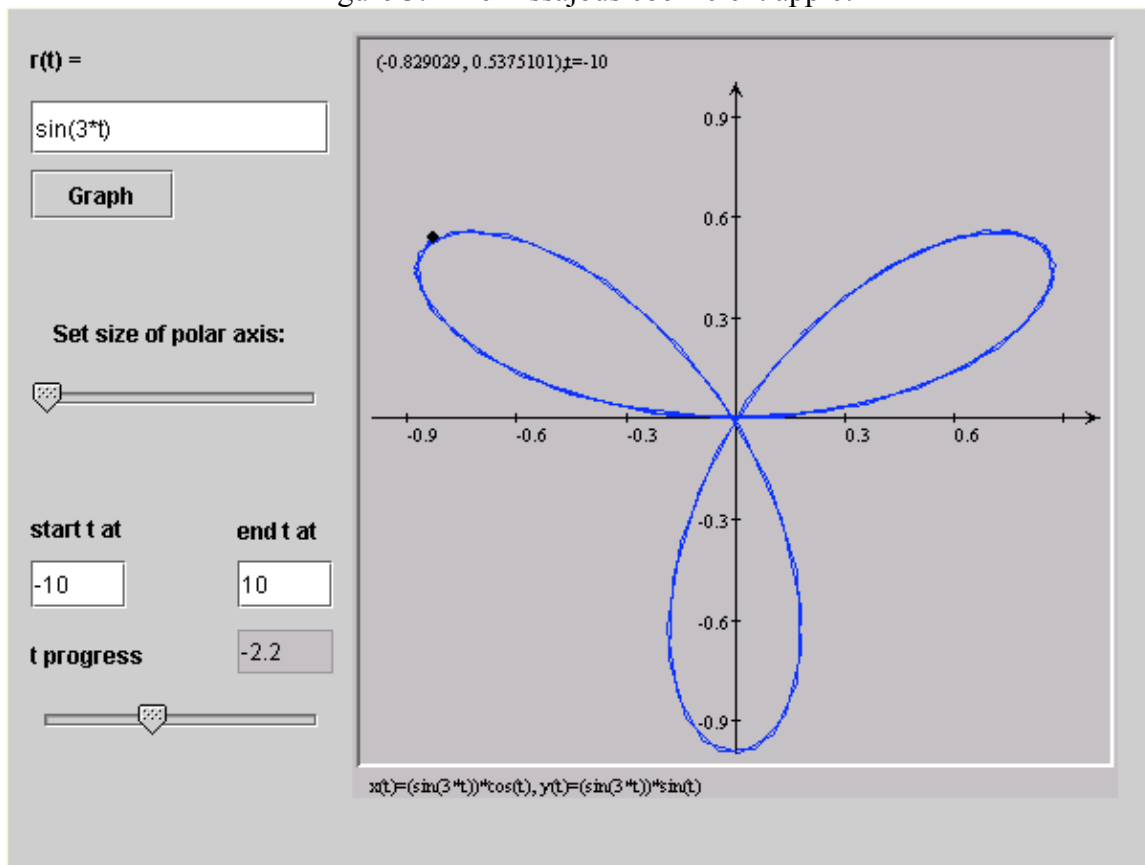 r(t) =
sin(3*t)
Graph
Set size of polar axis:
start t at
end t at
-10
10
t progress
-2.2
(-0.829029, 0.5375101),t=-10
0.9
0.6
0.3
-0.9
-0.6
-0.3
0.3
0.6
-0.3
-0.6
-0.9
x(t)=(sin(3*t))*cos(t), y(t)=(sin(3*t))*sin(t)